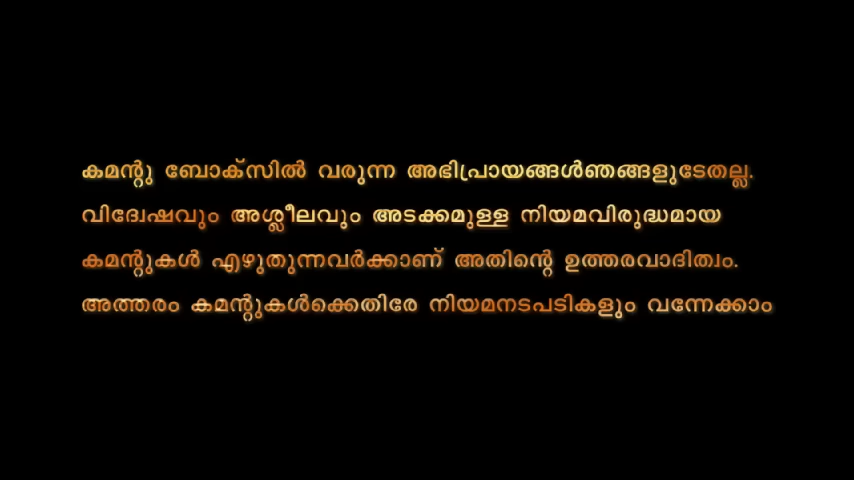 കമന്റു ബോക്സിൽ വരുന്ന അഭിപ്രായങ്ങൾഞങ്ങളുടേതല്ല.
വിദ്വേഷവും അശ്ലീലവും അടക്കമുള്ള നിയമവിരുദ്ധമായ
കമന്റുകൾ എഴുതുന്നവർക്കാണ് അതിന്റെ ഉത്തരവാദിത്വം.
അത്തരം കമന്റുകൾക്കെതിരേ നിയമനടപടികളും വന്നേക്കാം